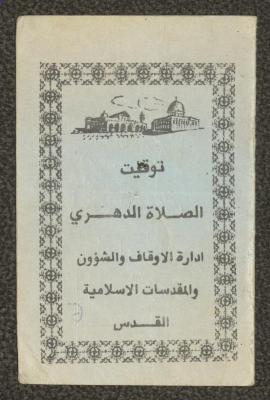 توقيت
الصلاة الدهري
ادارة الاوقاف والشؤون
والمقدسات الاسلامية
القدس